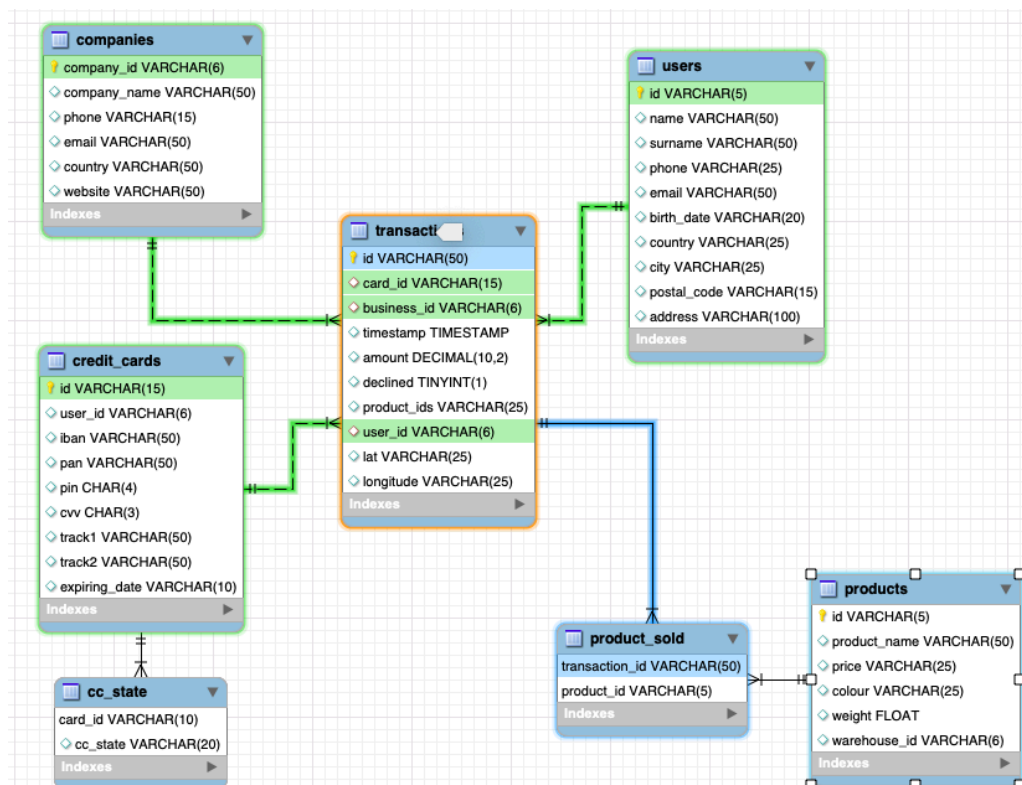 companies
company_id VARCHAR(6)
company_name VARCHAR(50)
phone VARCHAR(15)
email VARCHAR(50)
country VARCHAR(50)
website VARCHAR(50)
Indexes
users
id VARCHAR(5)
name VARCHAR(50)
surname VARCHAR(50)
phone VARCHAR(25)
email VARCHAR(50)
birth_date VARCHAR(20)
country VARCHAR(25)
city VARCHAR(25)
postal_code VARCHAR(15)
address VARCHAR(100)
Indexes
id VARCHAR(50)
card_id VARCHAR(15)
business_id VARCHAR(6)
timestamp TIMESTAMP
amount DECIMAL(10,2)
declined TINYINT(1)
product_ids VARCHAR(25)
user_id VARCHAR(6)
lat VARCHAR(25)
longitude VARCHAR(25)
Indexes
credit_cards
id VARCHAR(15)
user_id VARCHAR(6)
iban VARCHAR(50)
pan VARCHAR(50)
pin CHAR(4)
cvv CHAR(3)
track1 VARCHAR(50)
track2 VARCHAR(50)
expiring_date VARCHAR(10)
Indexes
cc_state
card_id VARCHAR(10)
cc_state VARCHAR(20)
Indexes
product_sold
transaction_id VARCHAR(50)
product_id VARCHAR(5)
Indexes
products
id VARCHAR(5)
product_name VARCHAR(50)
price VARCHAR(25)
colour VARCHAR(25)
weight FLOAT
warehouse_id VARCHAR(6)
Indexes